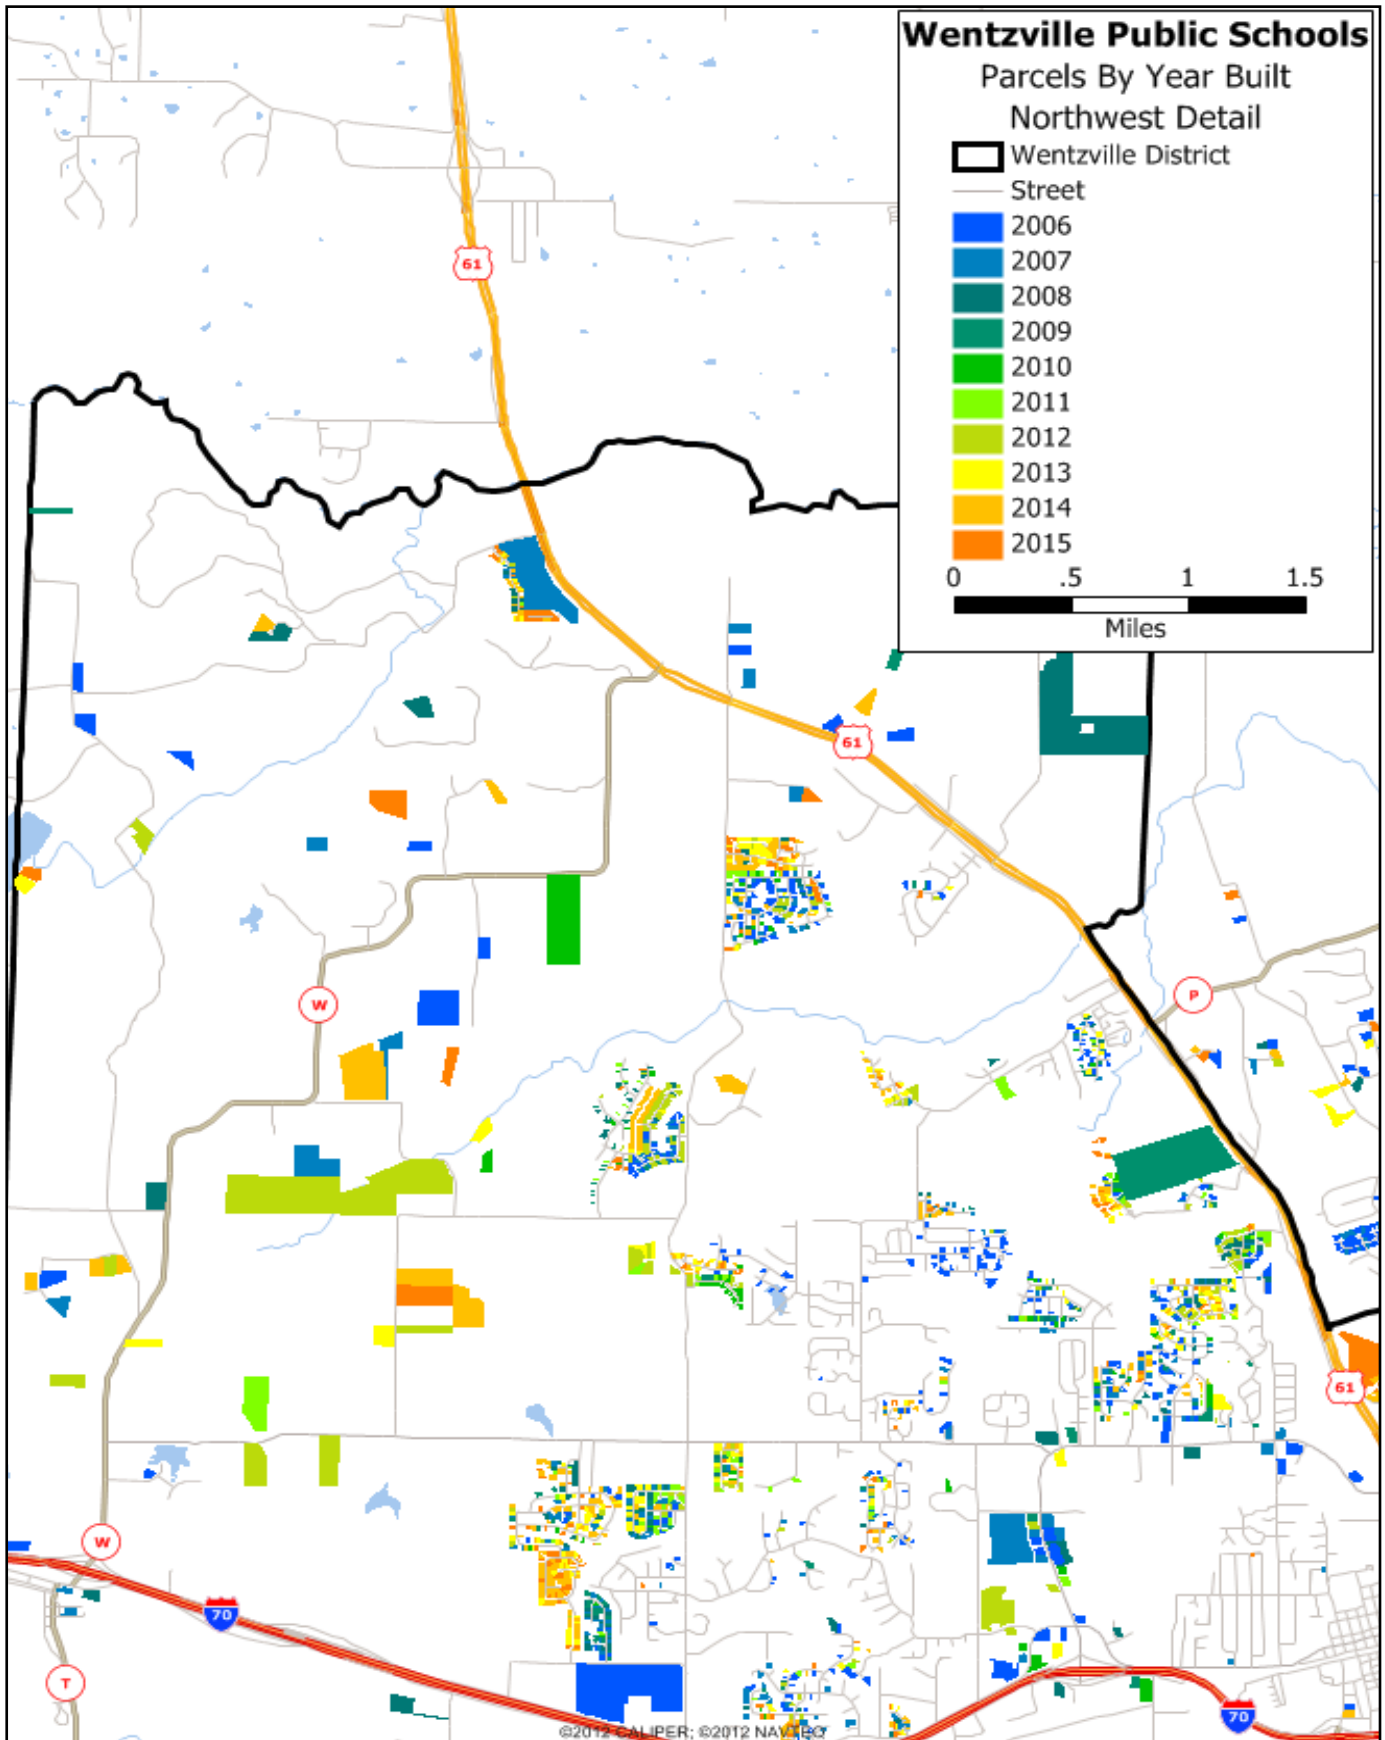 Wentzville Public Schools
Parcels By Year Built
Northwest Detail
Wentzville District
Street
2006
2007
2008
2009
2010
2011
2012
2013
2014
2015
0 .5 1 1.5
Miles
61
61
W
P
61
W
70
T
70
©2012 CALIPER; ©2012 NAVTEQ